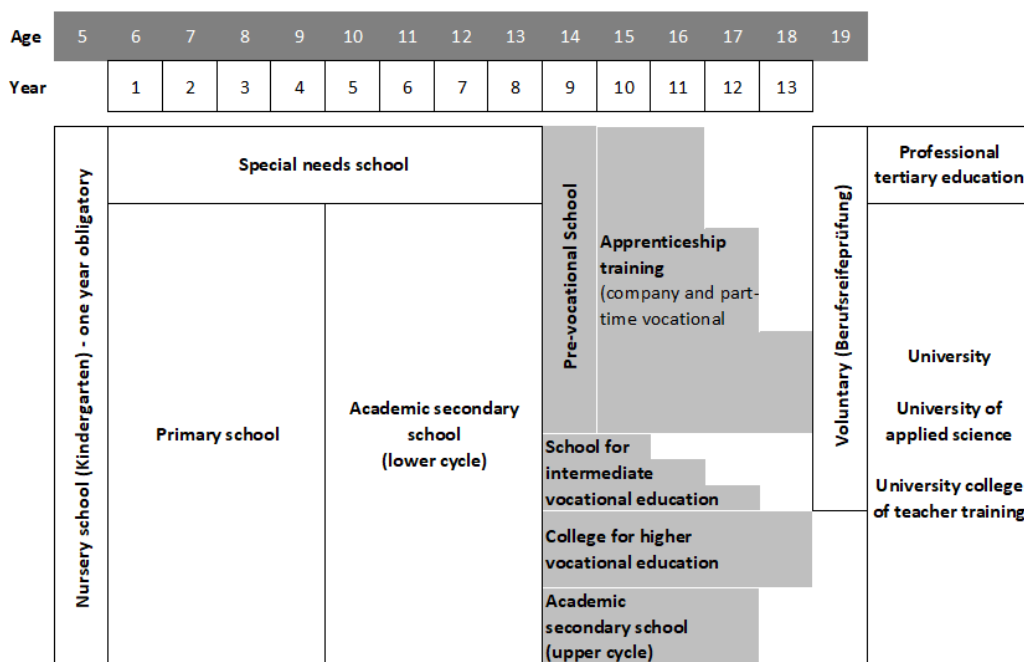 Age 5 6 7 8 9 10 11 12 13 14 15 16 17 18 19
Year 1 2 3 4 5 6 7 8 9 10 11 12 13
Nursery school (Kindergarten) - one year obligatory
Special needs school
Primary school
Academic secondary
school
(lower cycle)
Pre-vocational School
Apprenticeship
training
(company and part-
time vocational
School for
intermediate
vocational education
College for higher
vocational education
Academic
secondary school
(upper cycle)
Voluntary (Berufsreifeprüfung)
Professional
tertiary education
University
University of
applied science
University college
of teacher training